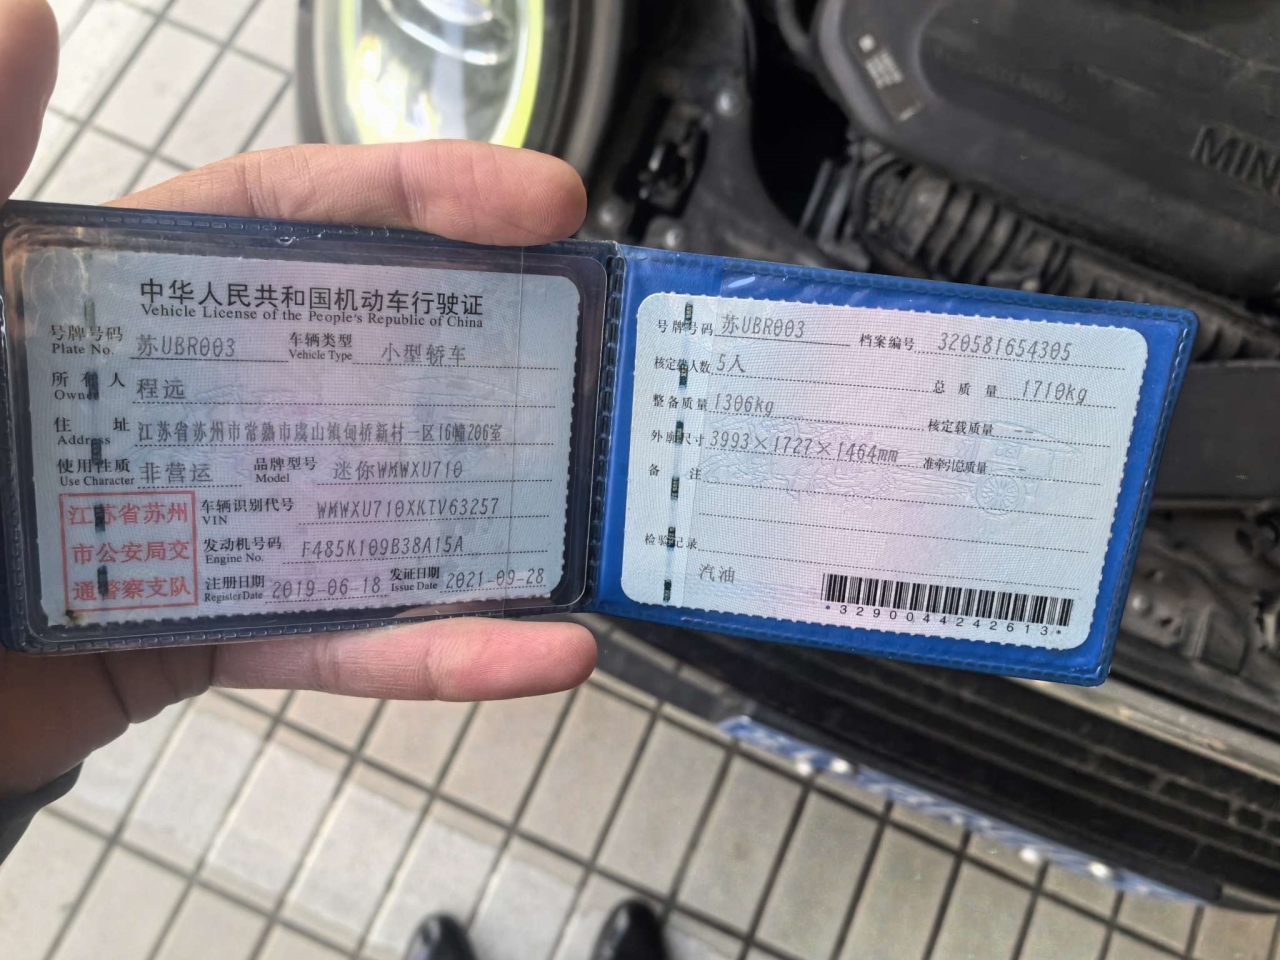 中华人民共和国机动车行驶证
Vehicle License of the People's Republic of China
号牌号码 苏UBR003 车辆类型 小型轿车
Plate No. Vehicle Type
所有人 程远
Owner
住址 江苏省苏州市常熟市虞山镇甸桥新村一区16幢206室
Address
使用性质 非营运 品牌型号 迷你WMWXU710
Use Character Model
江苏省苏州
市公安局交
通警察支队
车辆识别代号 WMWXU710XKTV63257
VIN
发动机号码 F485K109B38A15A
Engine No.
注册日期 2019-06-18 发证日期 2021-09-28
Register Date Issue Date
号牌号码 苏UBR003 档案编号 320581654305
核定载人数 5人 总质量 1710kg
整备质量 1306kg 核定载质量
外廓尺寸 3993×1727×1464mm 准牵引总质量
备注
检验记录
汽油
*3290044242613*
MINI